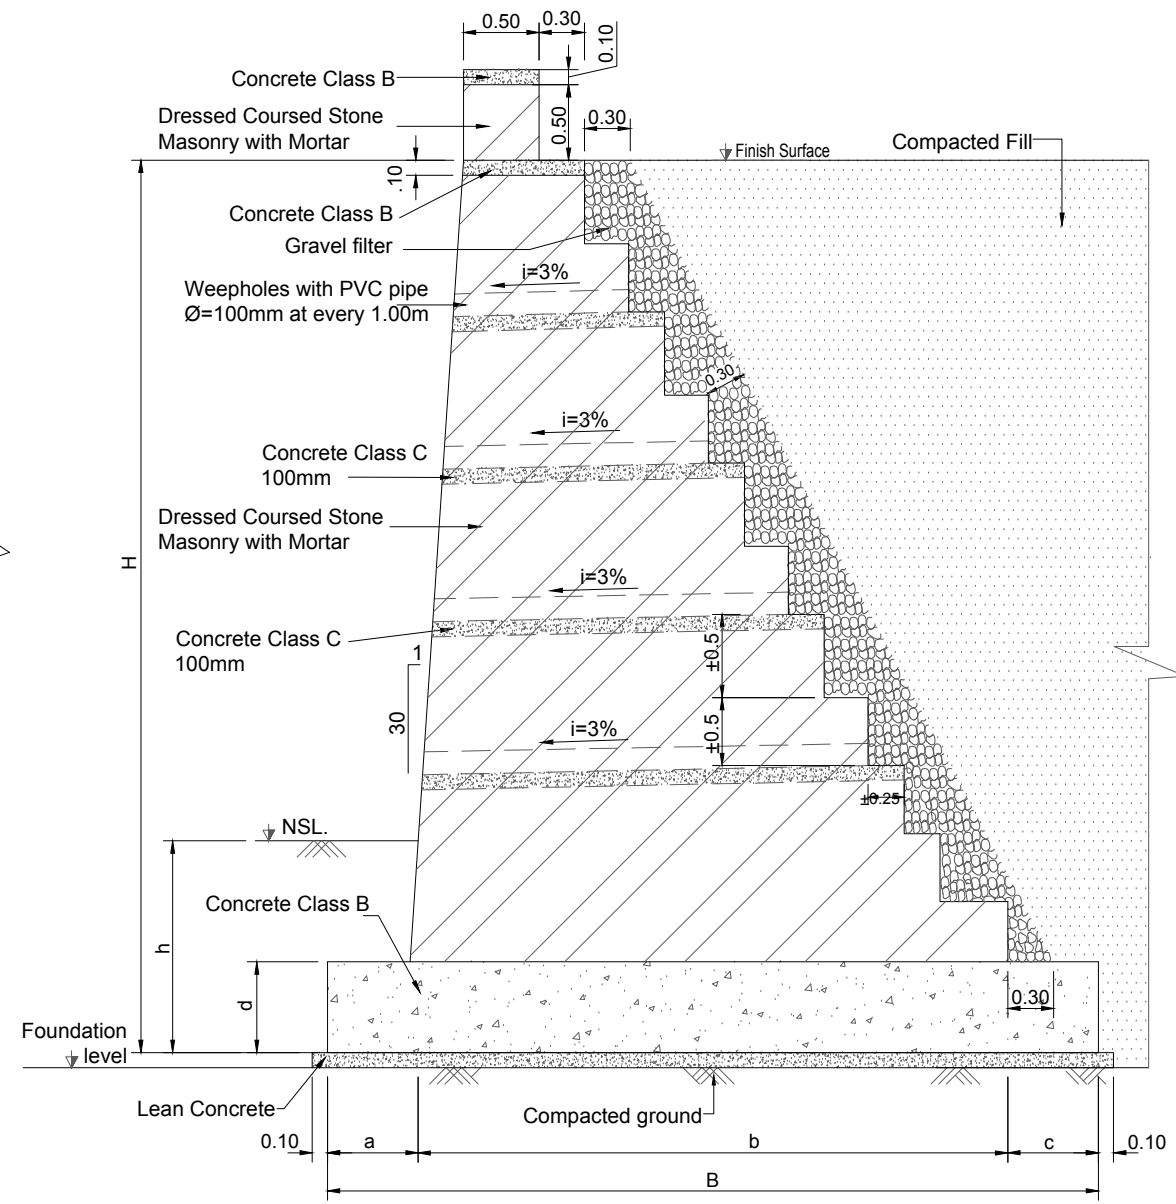 0.50
0.30
0.10
Concrete Class B
Dressed Coursed Stone
Masonry with Mortar
0.50
0.30
Finish Surface
Compacted Fill
.10
Concrete Class B
Gravel filter
i=3%
Weepholes with PVC pipe
Ø=100mm at every 1.00m
0.30
i=3%
Concrete Class C
100mm
Dressed Coursed Stone
Masonry with Mortar
H
i=3%
Concrete Class C
100mm
±0.5
1
30
i=3%
±0.5
±0.25
NSL.
Concrete Class B
h
d
0.30
Foundation
level
Lean Concrete
Compacted ground
0.10
a
b
c
0.10
B